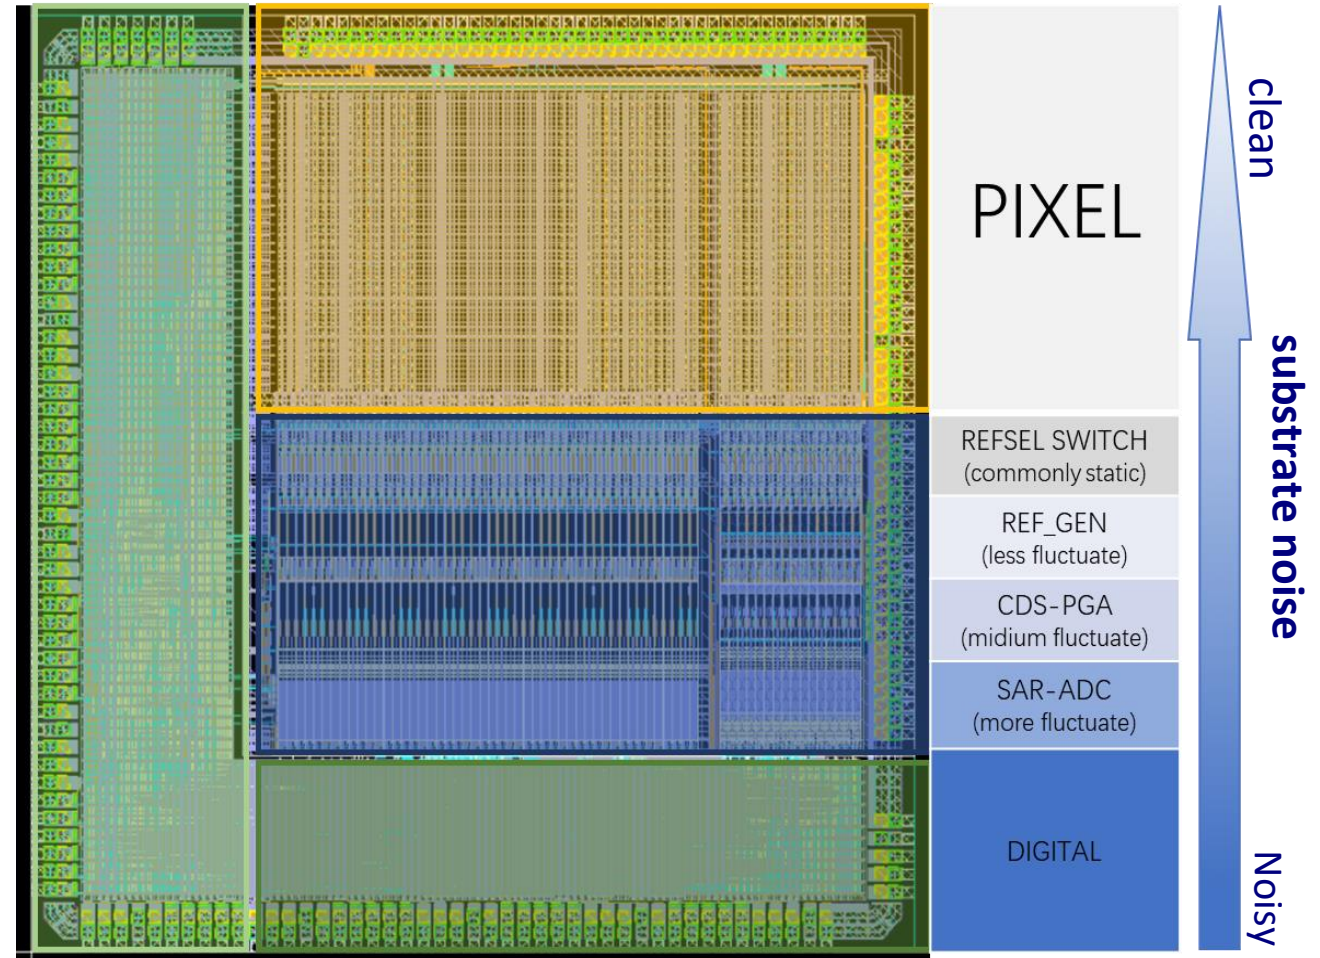 PIXEL
REFSEL SWITCH
(commonly static)
REF_GEN
(less fluctuate)
CDS-PGA
(midium fluctuate)
SAR-ADC
(more fluctuate)
DIGITAL
clean
substrate noise
Noisy